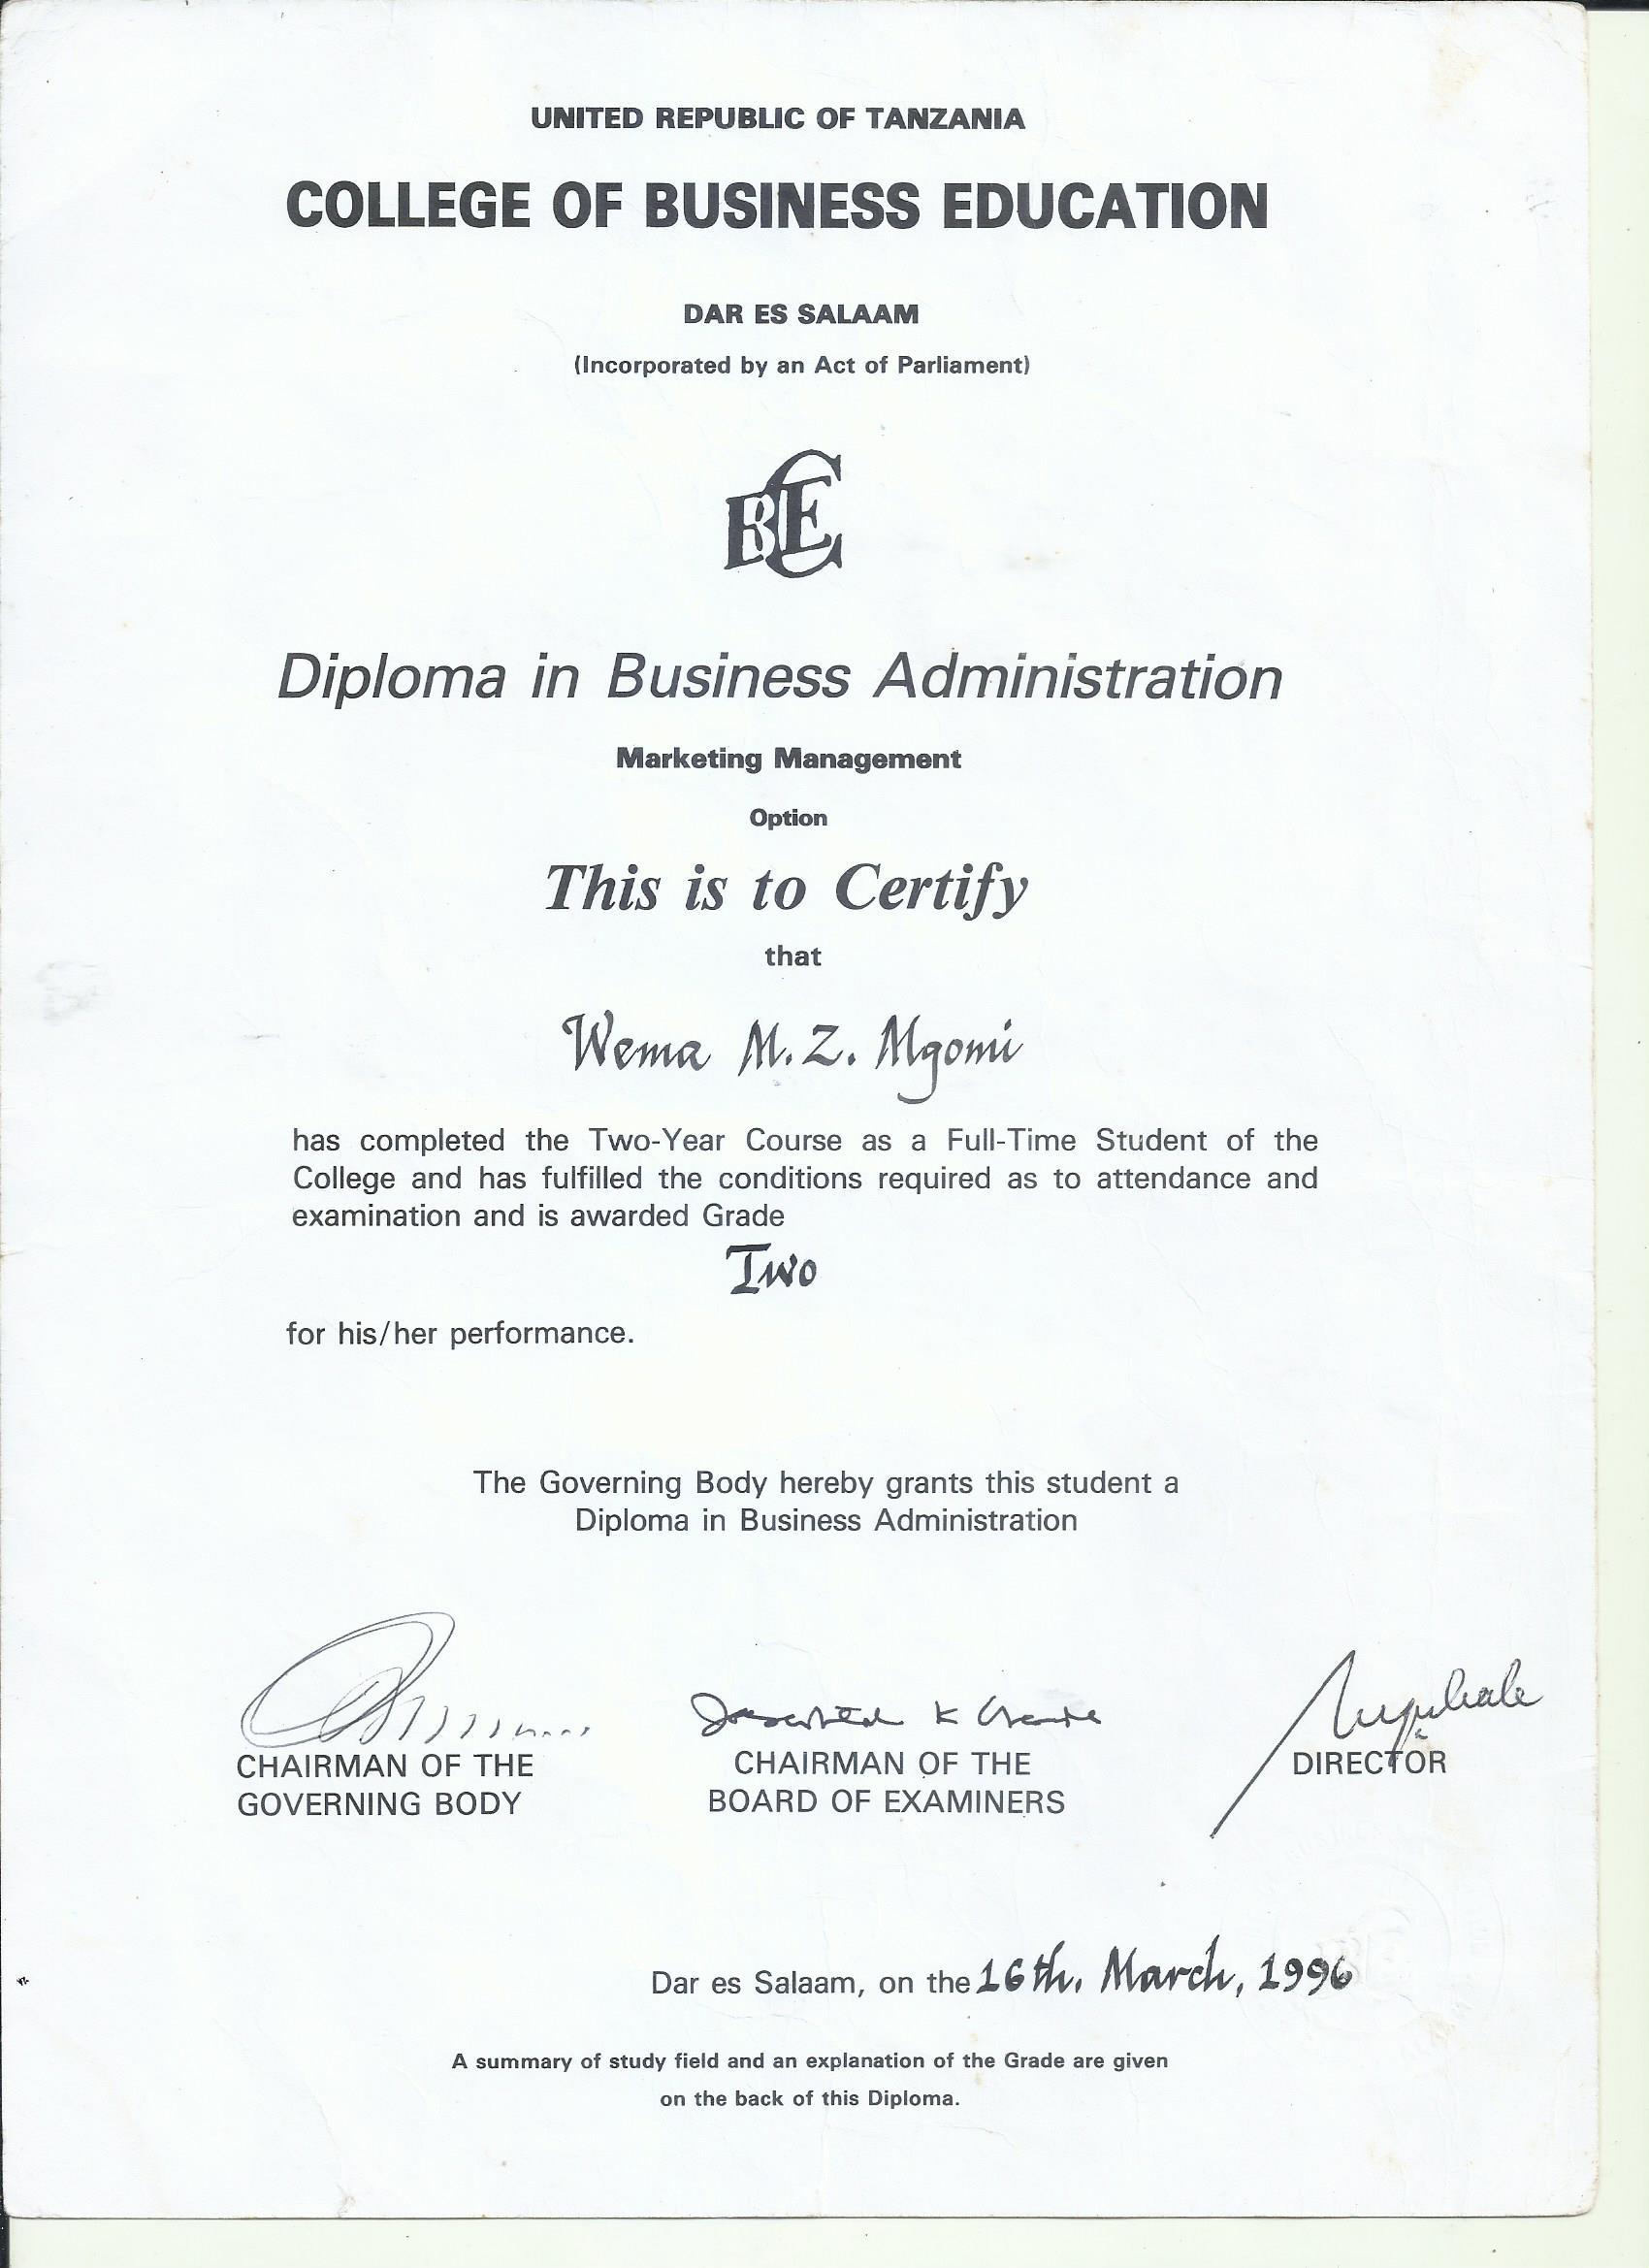 UNITED REPUBLIC OF TANZANIA
COLLEGE OF BUSINESS EDUCATION
DAR ES SALAAM
(Incorporated by an Act of Parliament)
CBE
Diploma in Business Administration
Marketing Management
Option
This is to Certify
that
Wema M. Z. Mgomi
has completed the Two-Year Course as a Full-Time Student of the
College and has fulfilled the conditions required as to attendance and
examination and is awarded Grade
Two
for his/her performance.
The Governing Body hereby grants this student a
Diploma in Business Administration
CHAIRMAN OF THE
GOVERNING BODY
CHAIRMAN OF THE
BOARD OF EXAMINERS
DIRECTOR
Dar es Salaam, on the 16th. March, 1996
A summary of study field and an explanation of the Grade are given
on the back of this Diploma.